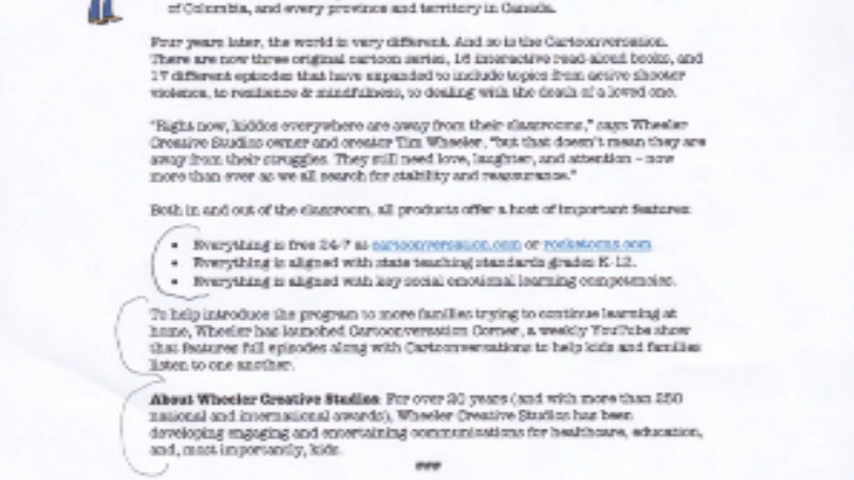 of Columbia, and every province and territory in Canada.
Four years later, the world is very different. And so is the Cartoonversation.
There are now three original cartoon series, 16 interactive read-aloud books, and
17 different episodes that have expanded to include topics from active shooter
violence, to resilience & mindfulness, to dealing with the death of a loved one.
"Right now, kiddos everywhere are away from their classrooms," says Wheeler
Creative Studios owner and creator Tim Wheeler, "but that doesn't mean they are
away from their struggles. They still need love, laughter, and attention – now
more than ever as we all search for stability and reassurance."
Both in and out of the classroom, all products offer a host of important features:
• Everything is free 24-7 at cartoonversation.com or rocketoons.com.
• Everything is aligned with state teaching standards grades K-12.
• Everything is aligned with key social emotional learning competencies.
To help introduce the program to more families trying to continue learning at
home, Wheeler has launched Cartoonversation Corner, a weekly YouTube show
that features full episodes along with Cartoonversations to help kids and families
listen to one another.
About Wheeler Creative Studios: For over 20 years (and with more than 250
national and international awards), Wheeler Creative Studios has been
developing engaging and entertaining communications for healthcare, education,
and, most importantly, kids.
###